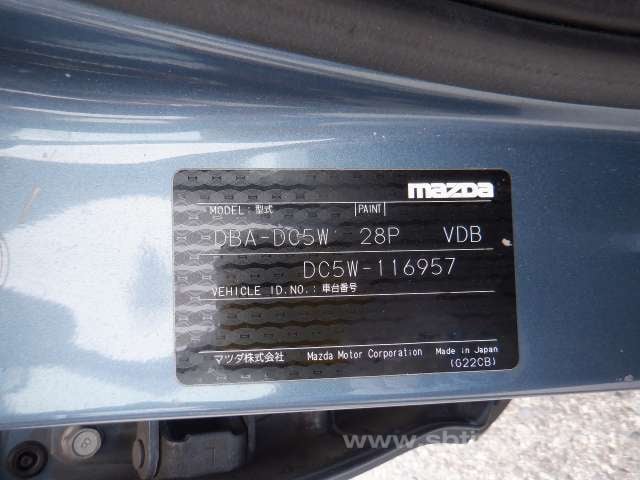 mazda
MODEL:型式 PAINT
DBA-DC5W 28P VDB
DC5W-116957
VEHICLE ID.NO.:車台番号
マツダ株式会社 Mazda Motor Corporation Made in Japan
(G22CB)
8